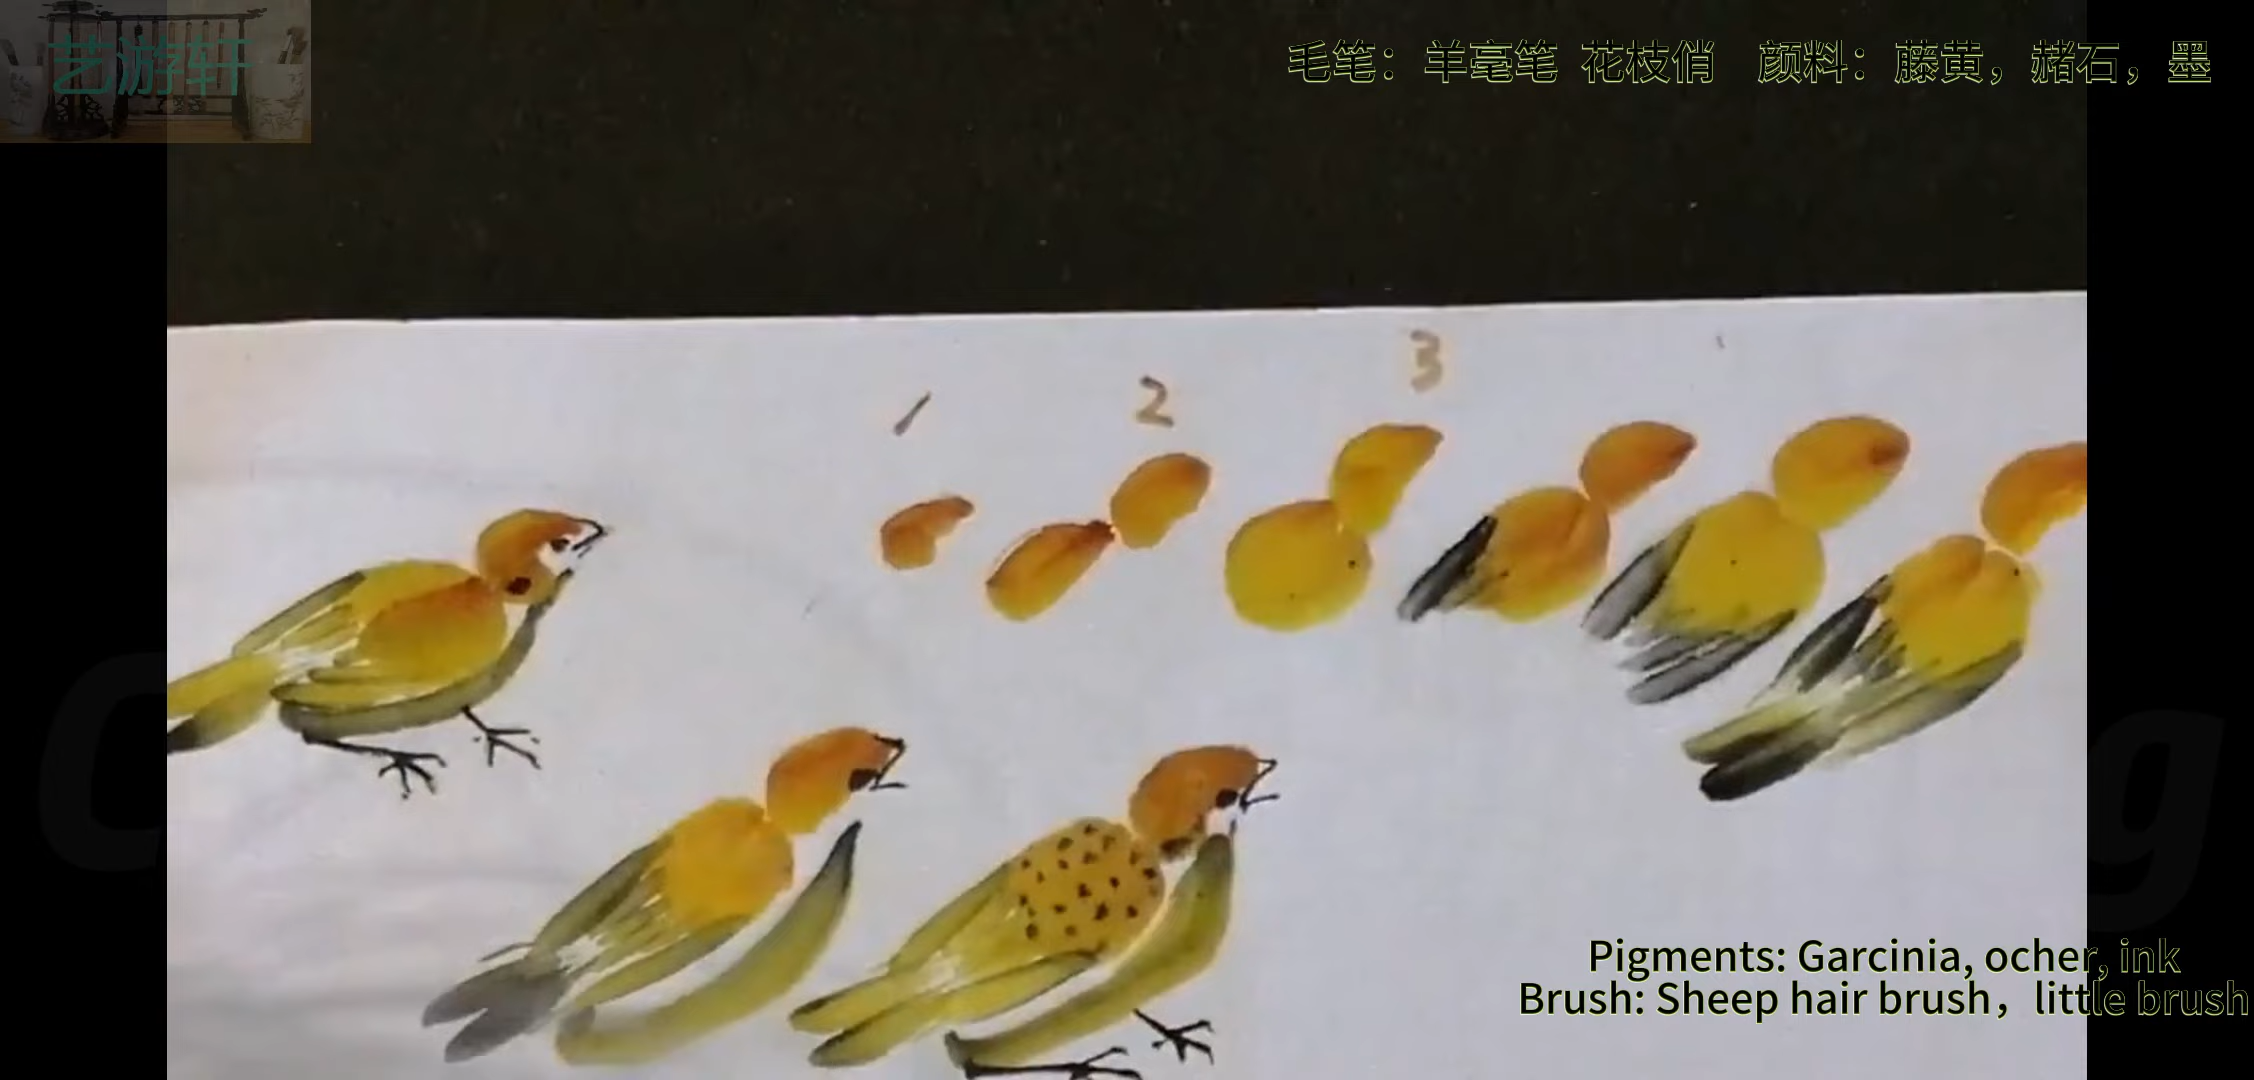 艺游轩
毛笔：羊毫笔 花枝俏 颜料：藤黄，赭石，墨
1
2
3
Pigments: Garcinia, ocher, ink
Brush: Sheep hair brush，little brush